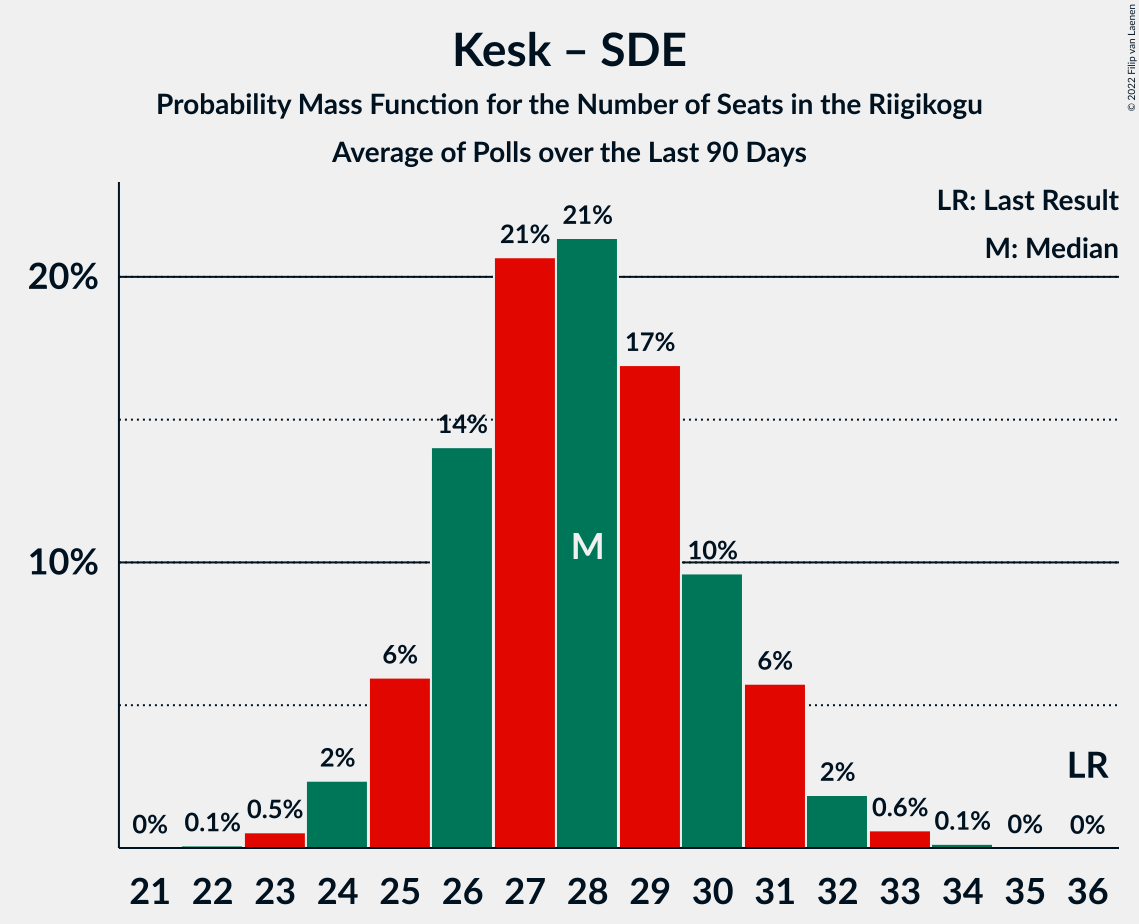 Kesk – SDE
Probability Mass Function for the Number of Seats in the Riigikogu
Average of Polls over the Last 90 Days
© 2022 Filip van Laenen
LR: Last Result
M: Median
20%
10%
0% 0.1% 0.5% 2% 6% 14% 21% 21% 17% 10% 6% 2% 0.6% 0.1% 0% 0%
M
LR
21 22 23 24 25 26 27 28 29 30 31 32 33 34 35 36